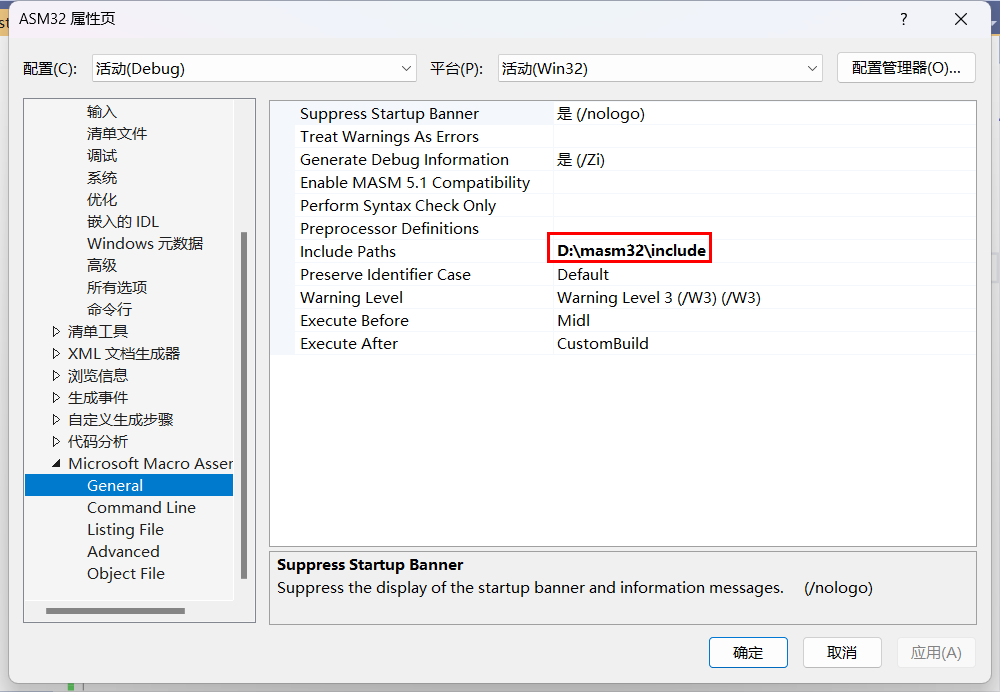 ASM32 属性页
配置(C): 活动(Debug) 平台(P): 活动(Win32) 配置管理器(O)...
输入
清单文件
调试
系统
优化
嵌入的 IDL
Windows 元数据
高级
所有选项
命令行
清单工具
XML 文档生成器
浏览信息
生成事件
自定义生成步骤
代码分析
Microsoft Macro Asser
General
Command Line
Listing File
Advanced
Object File
Suppress Startup Banner 是 (/nologo)
Treat Warnings As Errors
Generate Debug Information 是 (/Zi)
Enable MASM 5.1 Compatibility
Perform Syntax Check Only
Preprocessor Definitions
Include Paths D:\masm32\include
Preserve Identifier Case Default
Warning Level Warning Level 3 (/W3) (/W3)
Execute Before Midl
Execute After CustomBuild
Suppress Startup Banner
Suppress the display of the startup banner and information messages. (/nologo)
确定 取消 应用(A)